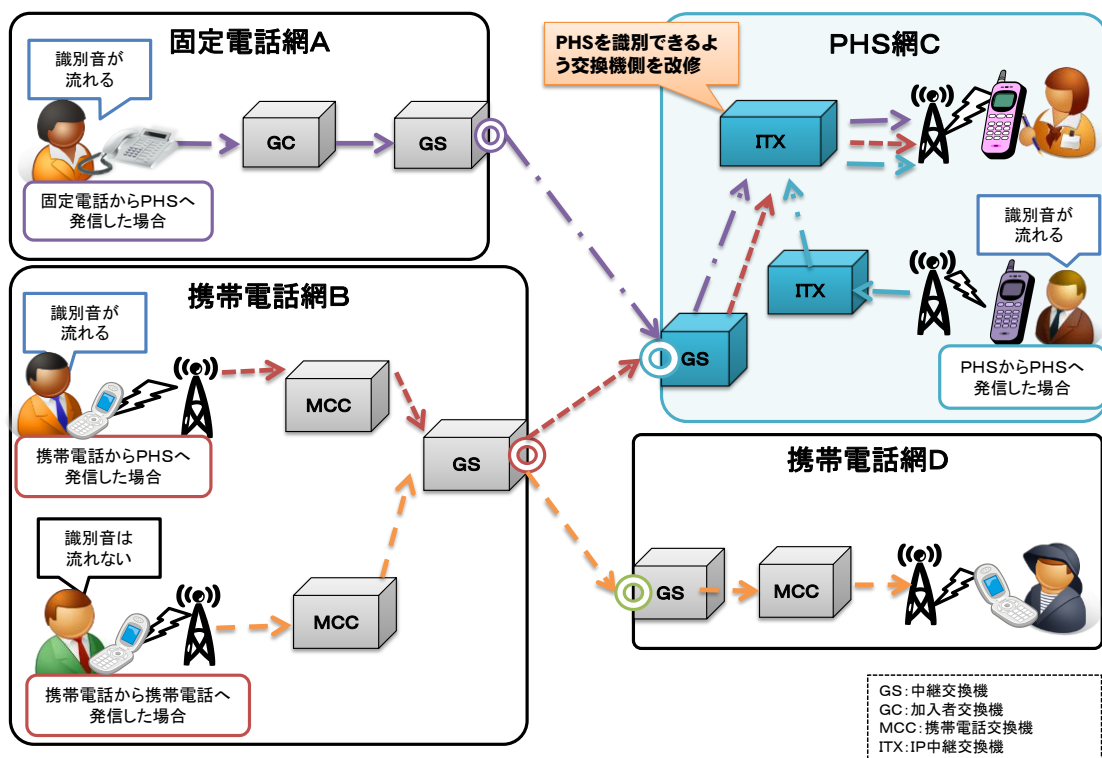 固定電話網A
識別音が
流れる
GC
GS
固定電話からPHSへ
発信した場合
携帯電話網B
識別音が
流れる
MCC
GS
携帯電話からPHSへ
発信した場合
識別音は
流れない
MCC
携帯電話から携帯電話へ
発信した場合
PHSを識別できるよ
う交換機側を改修
PHS網C
ITX
識別音が
流れる
ITX
GS
PHSからPHSへ
発信した場合
携帯電話網D
GS
MCC
GS:中継交換機
GC:加入者交換機
MCC:携帯電話交換機
ITX:IP中継交換機